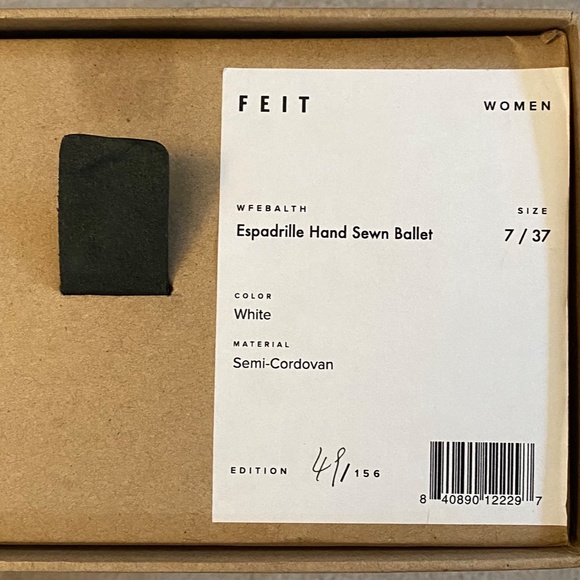 FEIT WOMEN
WFEBALTH SIZE
Espadrille Hand Sewn Ballet 7 / 37
COLOR
White
MATERIAL
Semi-Cordovan
EDITION 49/156
8 40890 12229 7